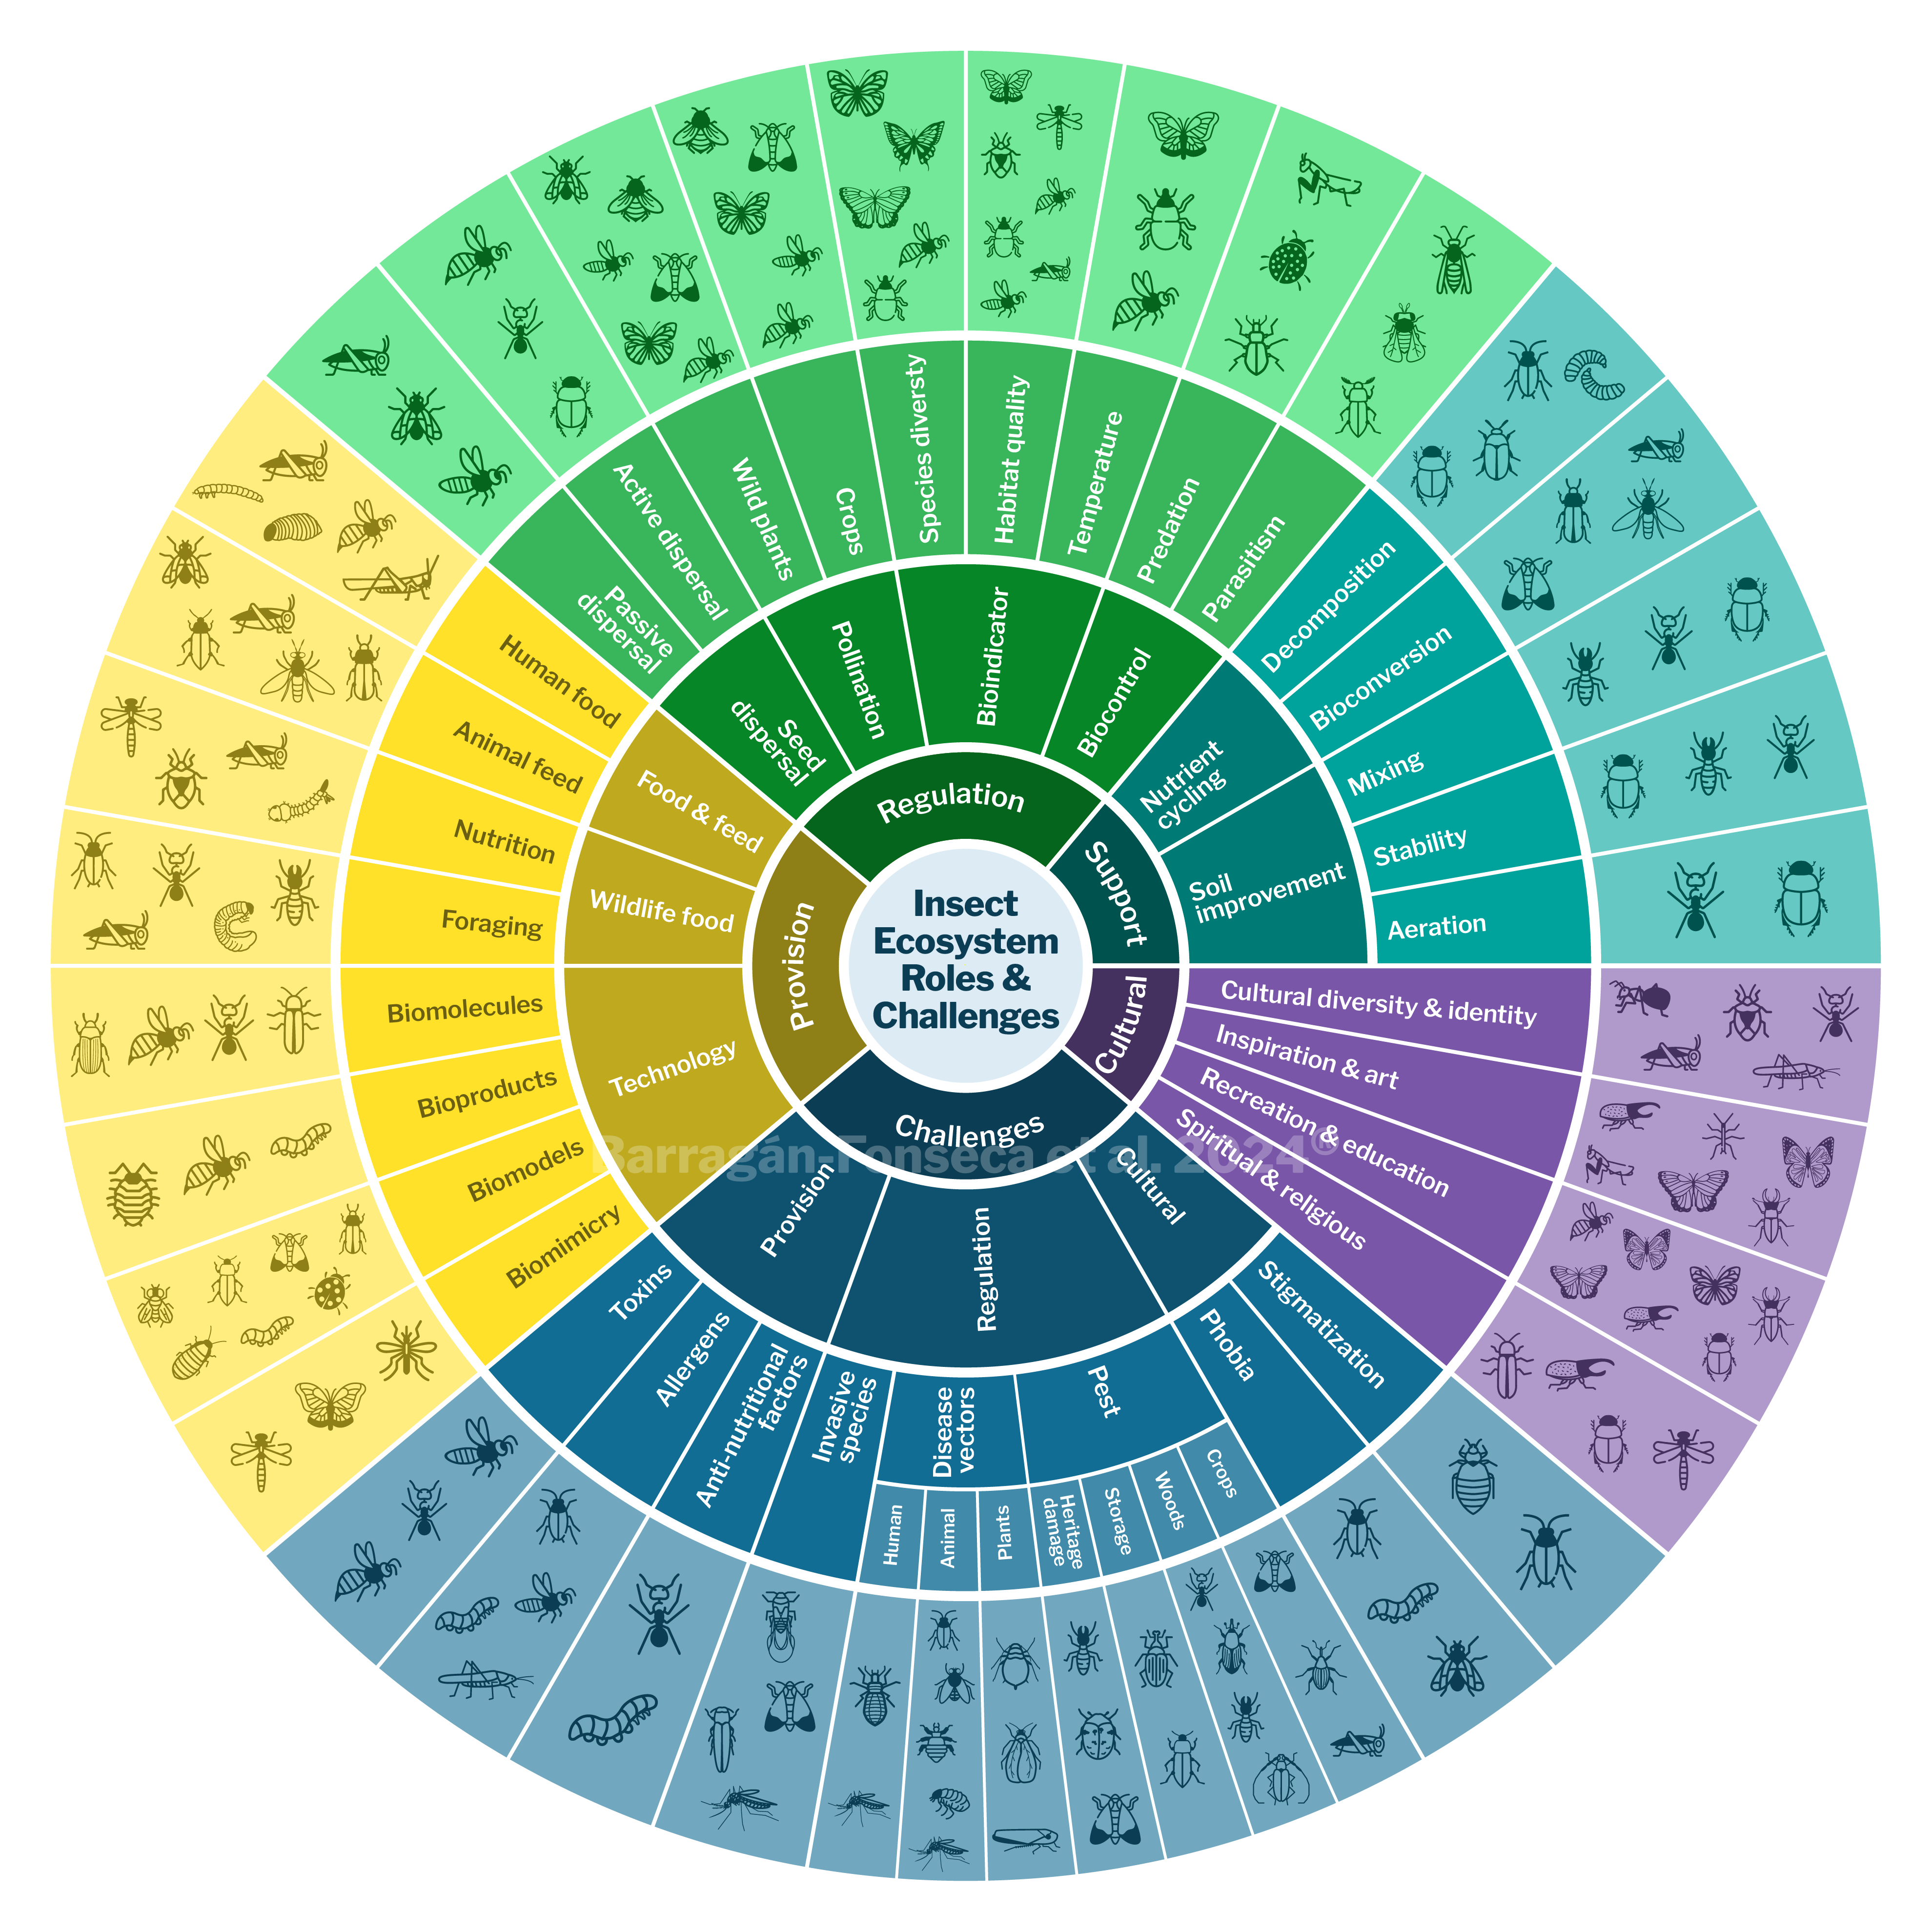 Insect
Ecosystem
Roles &
Challenges
Regulation
Support
Cultural
Challenges
Provision
Seed
dispersal
Pollination
Bioindicator
Biocontrol
Passive
dispersal
Active dispersal
Wild plants
Crops
Species diversty
Habitat quality
Temperature
Predation
Parasitism
Nutrient
cycling
Soil
improvement
Decomposition
Bioconversion
Mixing
Stability
Aeration
Cultural diversity & identity
Inspiration & art
Recreation & education
Spiritual & religious
Cultural
Regulation
Provision
Stigmatization
Phobia
Pest
Crops
Woods
Storage
Heritage
damage
Disease
vectors
Plants
Animal
Human
Invasive
species
Anti-nutritional
factors
Allergens
Toxins
Technology
Wildlife food
Food & feed
Biomimicry
Biomodels
Bioproducts
Biomolecules
Foraging
Nutrition
Animal feed
Human food
Barragán-Fonseca et al. 2024®